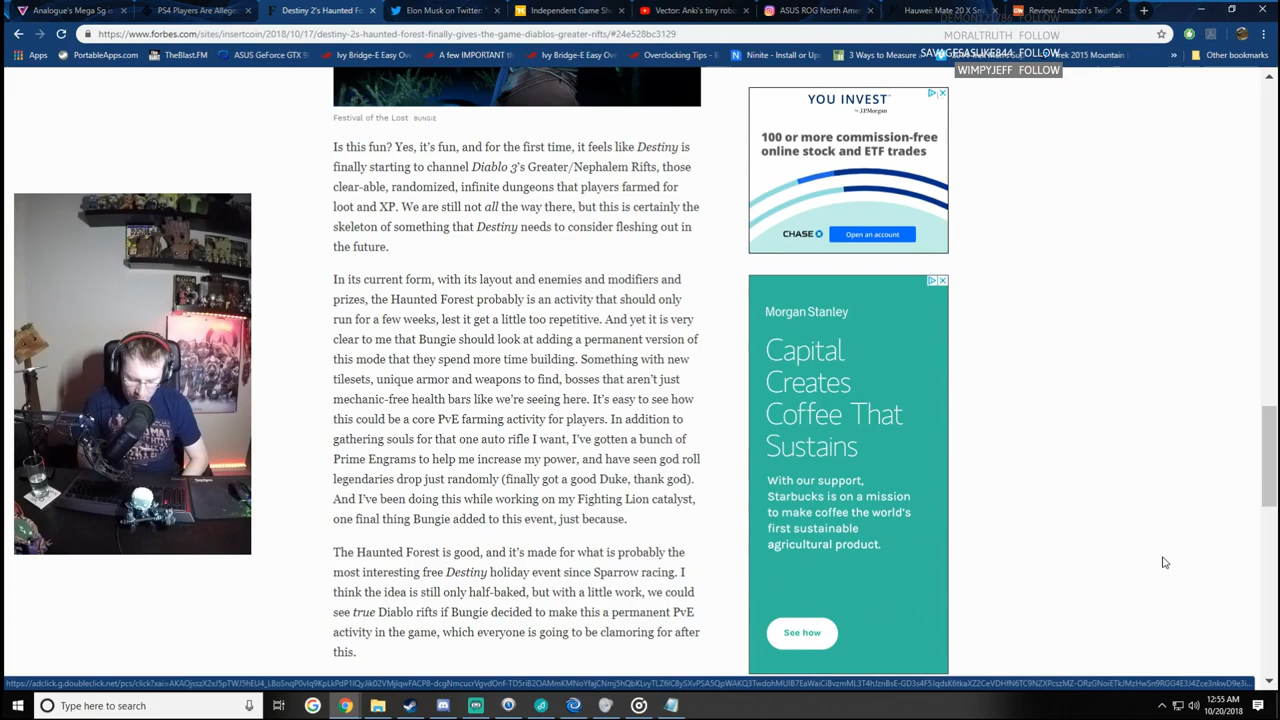 Analogue's Mega Sg is
PS4 Players Are Allege
Destiny 2's Haunted Fo
Elon Musk on Twitter:
Independent Game Sh
Vector: Anki's tiny robo
ASUS ROG North Amer
Huawei Mate 20 X
Review: Amazon's Twi
MORALTRUTH FOLLOW
https://www.forbes.com/sites/insertcoin/2018/10/17/destiny-2s-haunted-forest-finally-gives-the-game-diablos-greater-rifts/#24e528bc3129
SAVAGESASUKE844 FOLLOW
Apps
PortableApps.com
TheBlast.FM
ASUS GeForce GTX 9
Ivy Bridge-E Easy Ove
A few IMPORTANT th
Ivy Bridge-E Easy Ove
Overclocking Tips
Ninite - Install or Up
3 Ways to Measure
Trek 2015 Mountain
»
Other bookmarks
WIMPYJEFF FOLLOW
Festival of the Lost BUNGIE
Is this fun? Yes, it's fun, and for the first time, it feels like Destiny is
finally starting to channel Diablo 3's Greater/Nephalem Rifts, those
clear-able, randomized, infinite dungeons that players farmed for
loot and XP. We are still not all the way there, but this is certainly the
skeleton of something that Destiny needs to consider fleshing out in
the future.
In its current form, with its layout and enemies and modifiers and
prizes, the Haunted Forest probably is an activity that should only
run for a few weeks, lest it get a little too repetitive. And yet it is very
clear to me that Bungie should look at adding a permanent version of
this mode that they spend more time building. Something with new
tilesets, unique armor and weapons to find, bosses that aren't just
mechanic-free health bars like we're seeing here. It's easy to see how
this could be a core PvE farming activity for players. In addition to
gathering souls for that one auto rifle I want, I've gotten a bunch of
Prime Engrams to help me increase my power, and have seen god roll
legendaries drop just randomly (finally got a good Duke, thank god).
And I've been doing this while working on my Fighting Lion catalyst,
one final thing Bungie added to this event, just because.
The Haunted Forest is good, and it's made for what is probably the
most interesting free Destiny holiday event since Sparrow racing. I
think the idea is still only half-baked, but with a little work, we could
see true Diablo rifts if Bungie decided to make this a permanent PvE
activity in the game, which everyone is going to be clamoring for after
this.
YOU INVEST
by J.P.Morgan
100 or more commission-free
online stock and ETF trades
CHASE
Open an account
Morgan Stanley
Capital
Creates
Coffee That
Sustains
With our support,
Starbucks is on a mission
to make coffee the world's
first sustainable
agricultural product.
See how
Type here to search
12:55 AM
10/20/2018